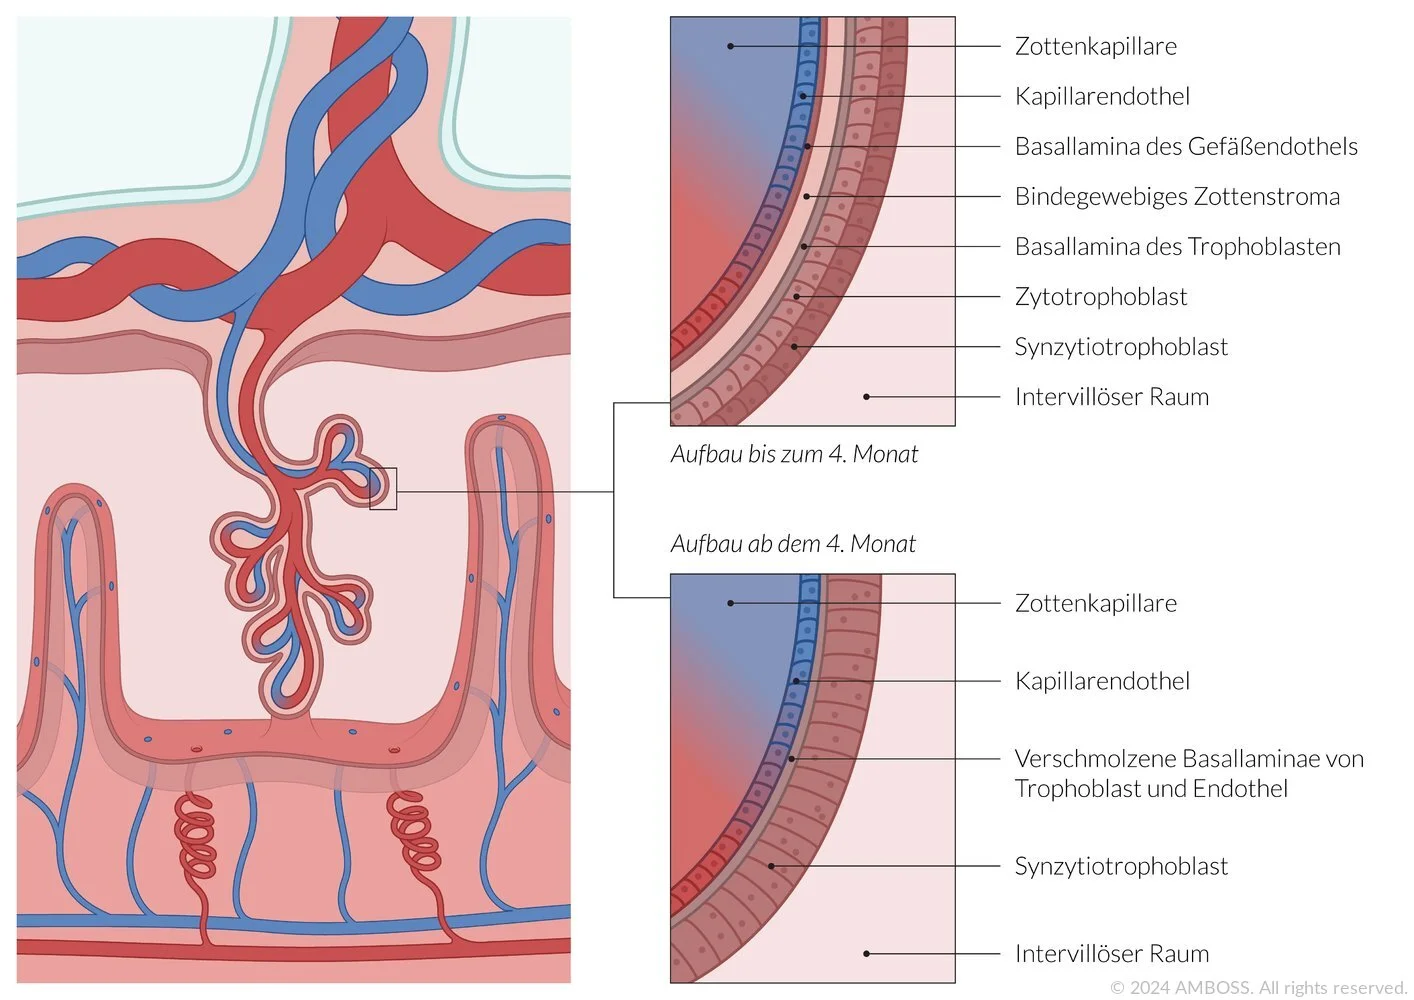 Zottenkapillare
Kapillarendothel
Basallamina des Gefäßendothels
Bindegewebiges Zottenstroma
Basallamina des Trophoblasten
Zytotrophoblast
Synzytiotrophoblast
Intervillöser Raum
Aufbau bis zum 4. Monat
Aufbau ab dem 4. Monat
Zottenkapillare
Kapillarendothel
Verschmolzene Basallaminae von
Trophoblast und Endothel
Synzytiotrophoblast
Intervillöser Raum
© 2024 AMBOSS. All rights reserved.